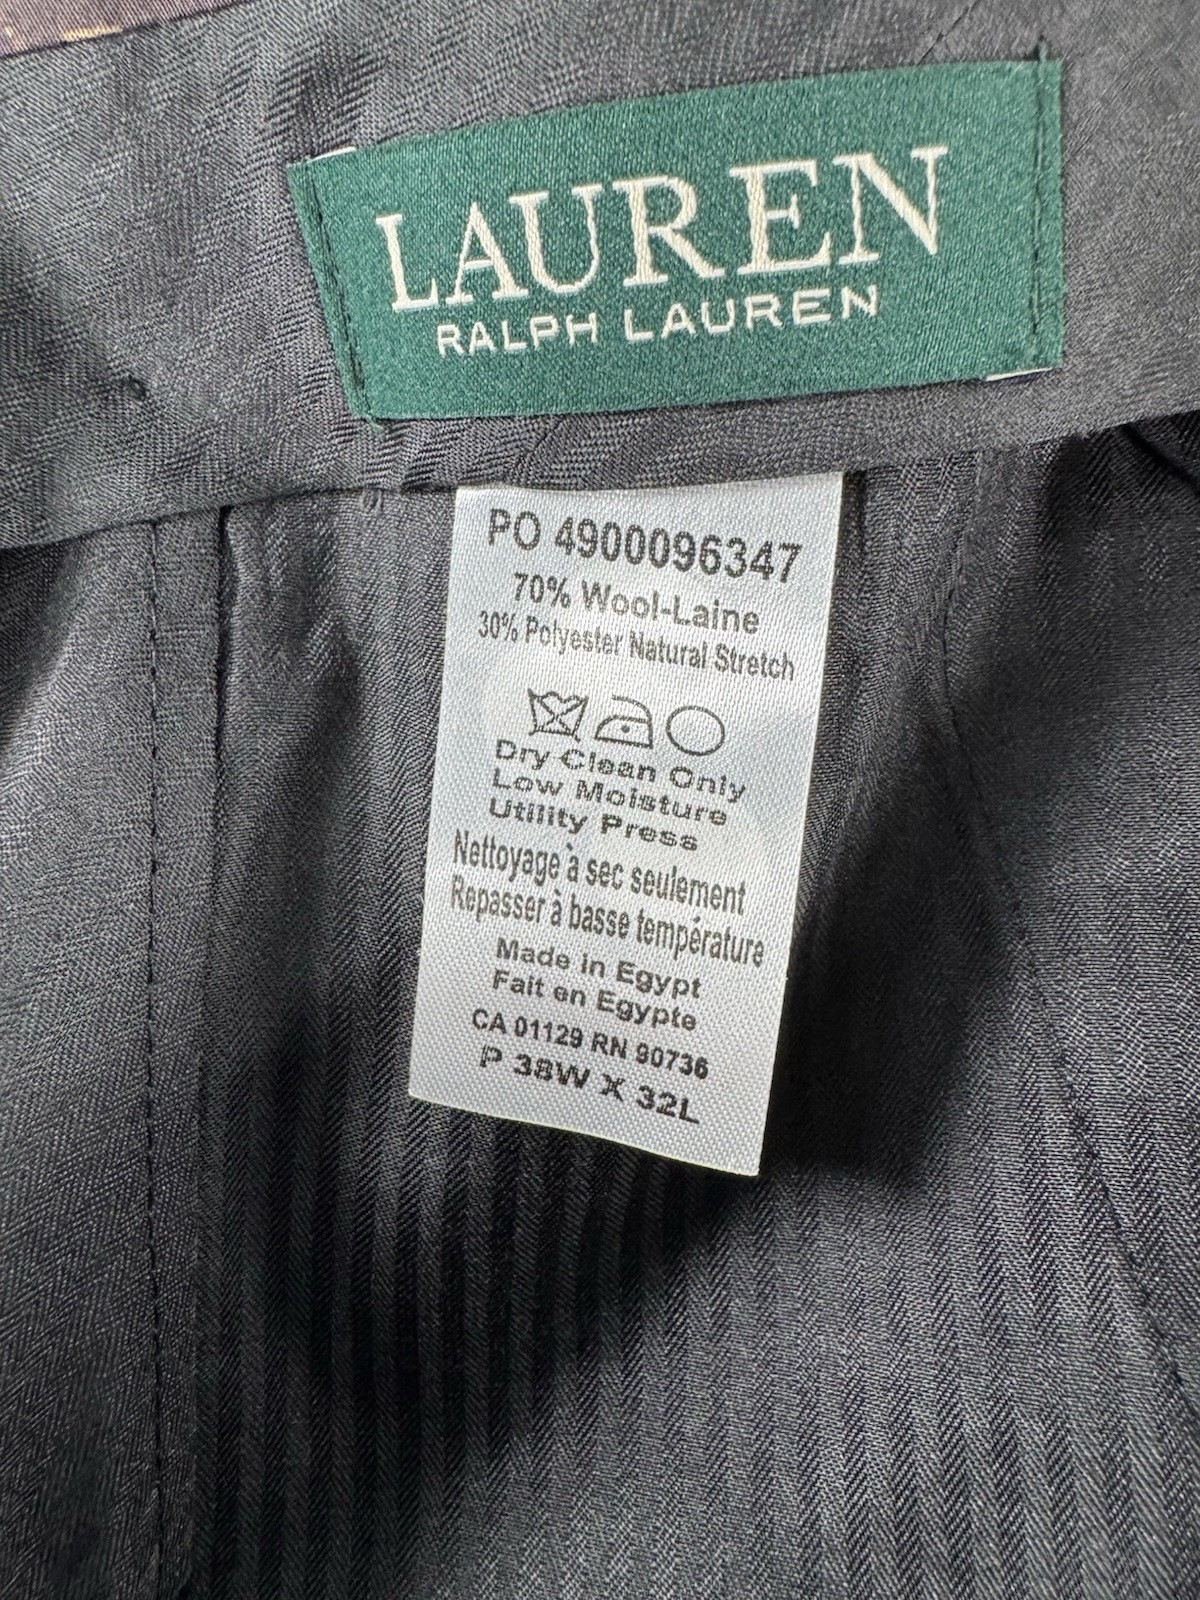 LAUREN
RALPH LAUREN
PO 4900096347
70% Wool-Laine
30% Polyester Natural Stretch
Dry Clean Only
Low Moisture
Utility Press
Nettoyage à sec seulement
Repasser à basse température
Made in Egypt
Fait en Egypte
CA 01129 RN 90736
P 38W X 32L